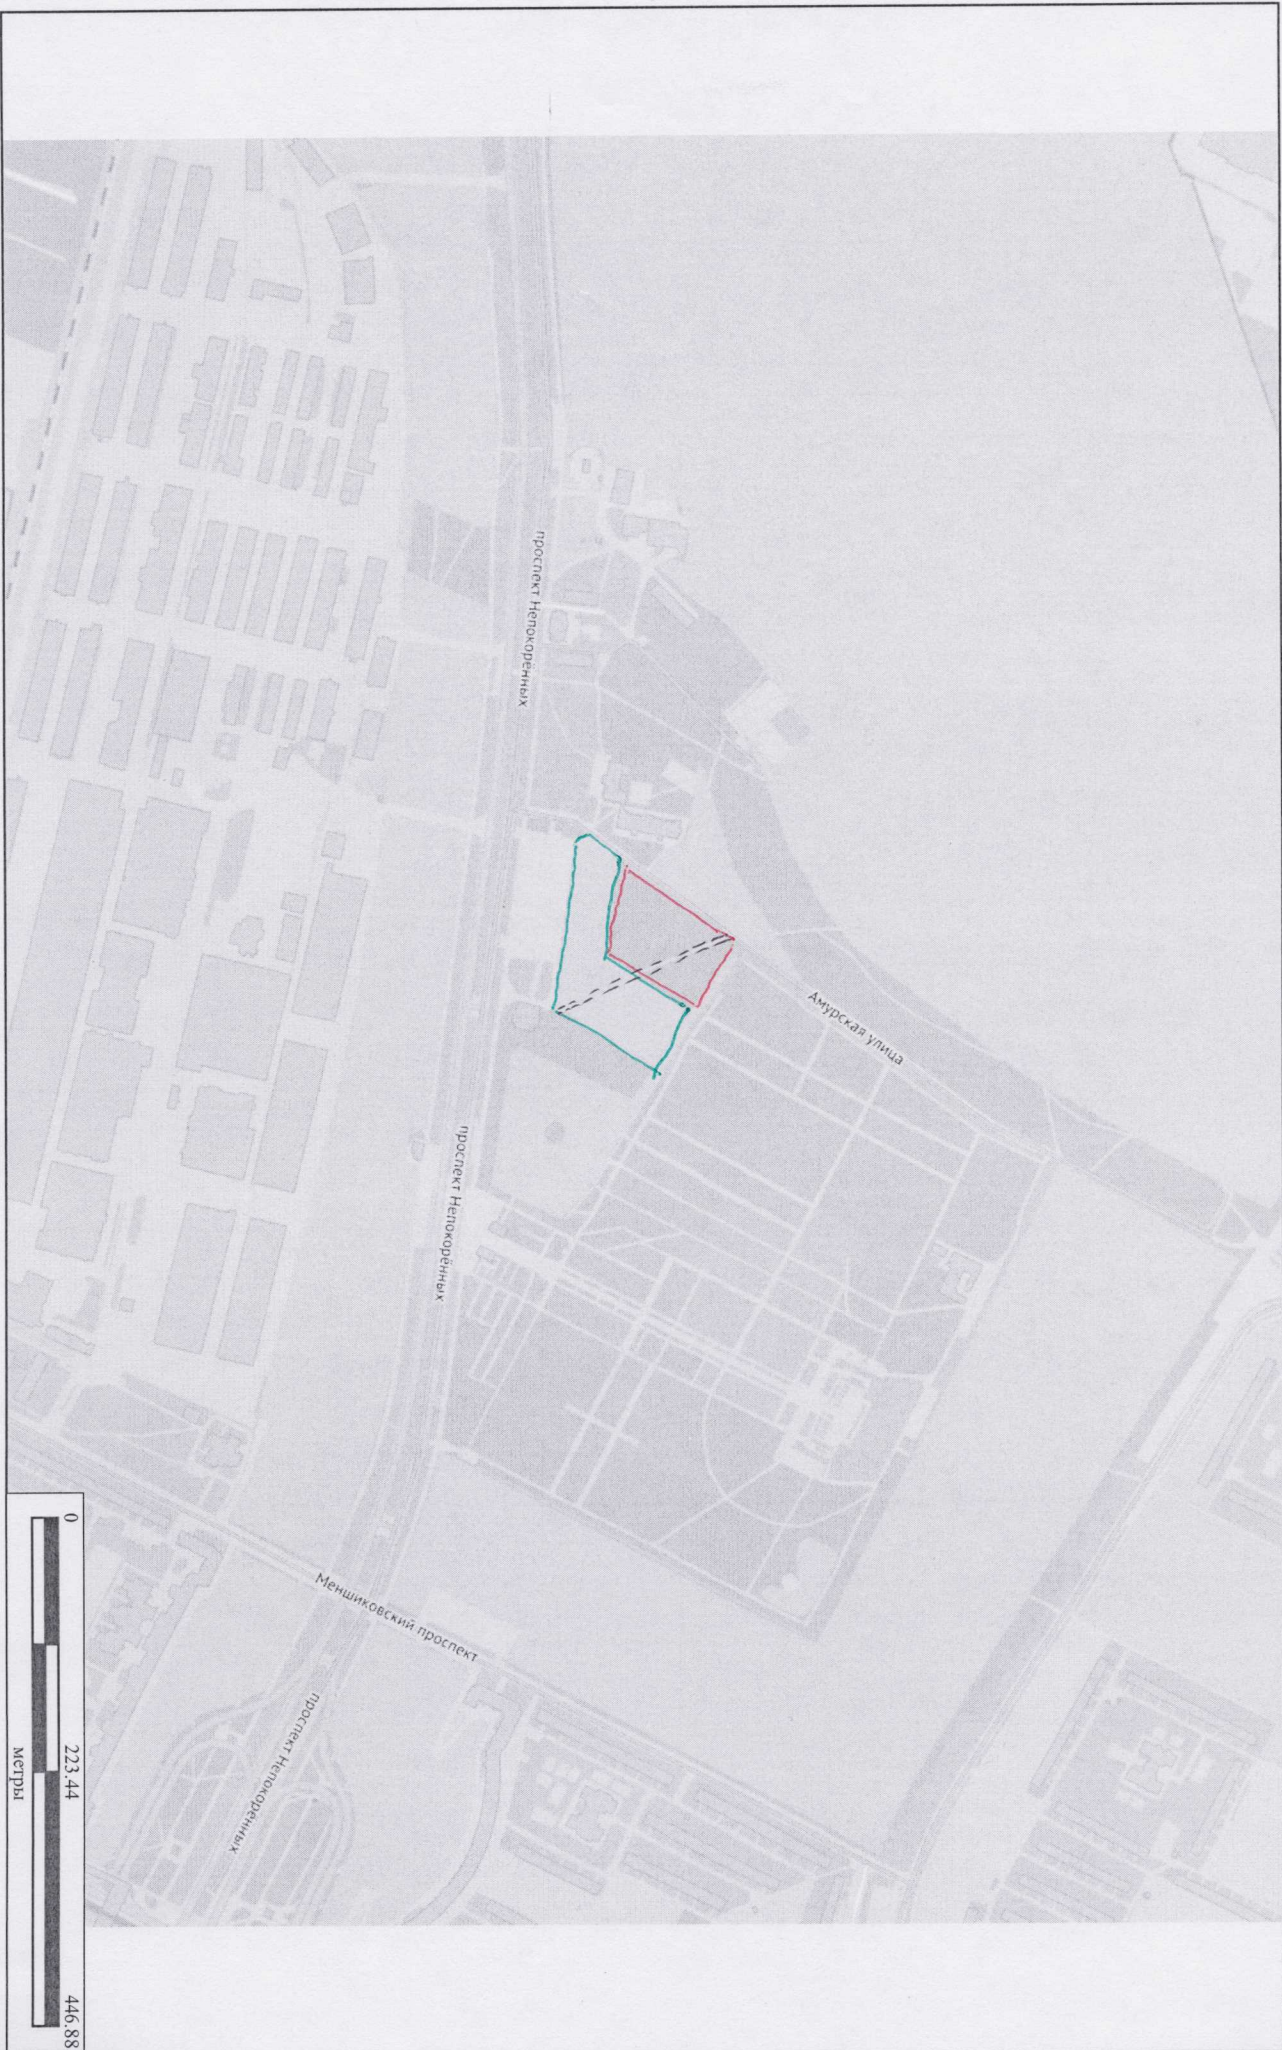 проспект Непокорённых
Амурская улица
проспект Непокорённых
Меншиковский проспект
проспект Непокорённых
0
223.44
446.88
метры